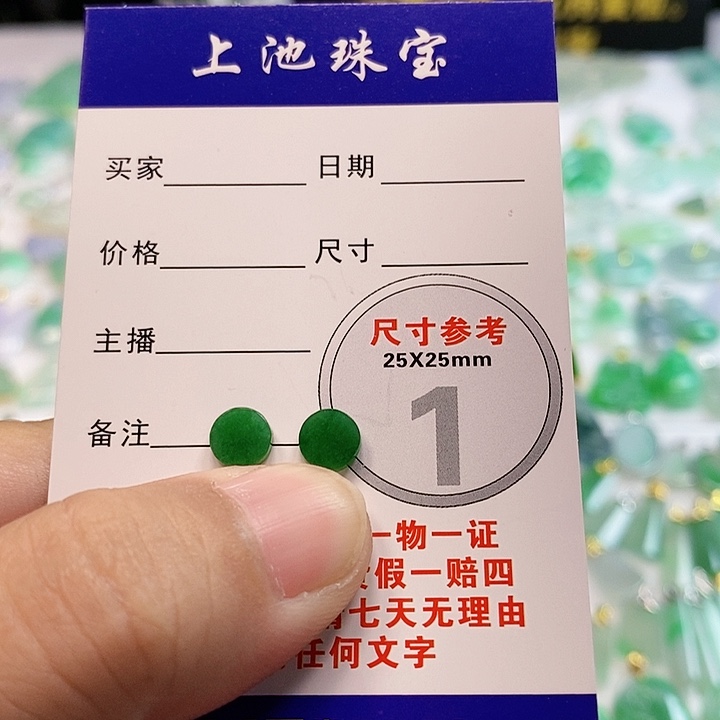 上池珠宝
买家 日期
价格 尺寸
主播
尺寸参考
25X25mm
1
备注
一物一证
假一赔四
七天无理由
任何文字